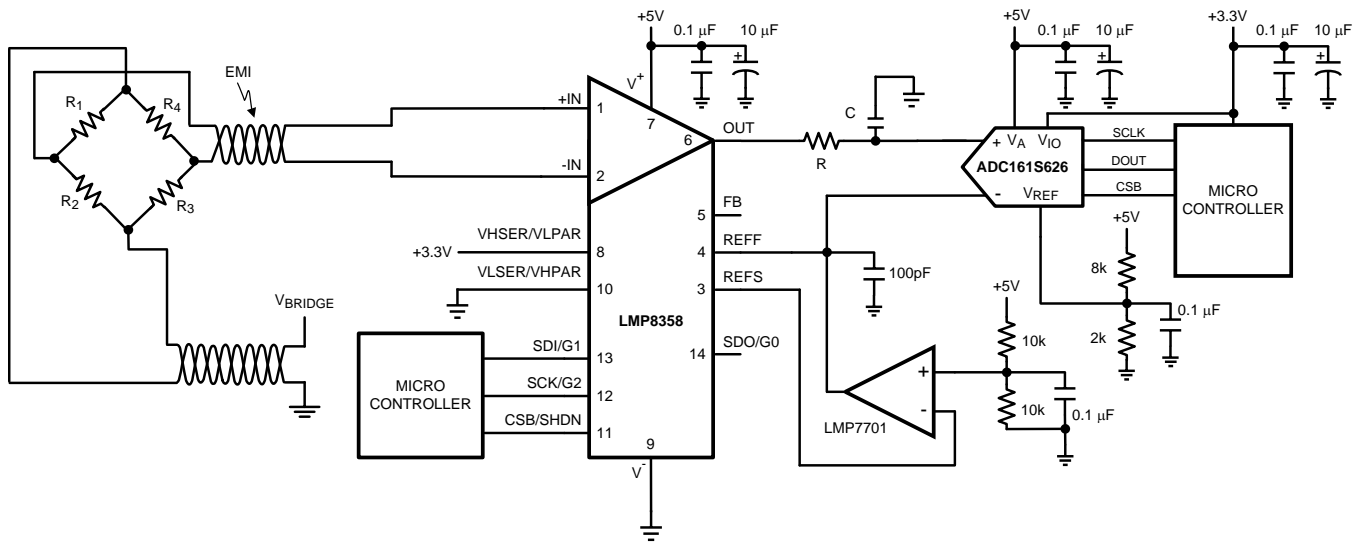 +5V
0.1 µF
10 µF
+5V
0.1 µF
10 µF
+3.3V
0.1 µF
10 µF
EMI
R1
R4
R2
R3
V+
+IN
1
7
-IN
2
6
OUT
R
C
+
-
VA
VIO
ADC161S626
VREF
SCLK
DOUT
CSB
MICRO
CONTROLLER
5
FB
VHSER/VLPAR
+3.3V
8
4
REFF
100pF
VLSER/VHPAR
10
3
REFS
LMP8358
+5V
8k
2k
0.1 µF
+5V
10k
10k
0.1 µF
VBRIDGE
MICRO
CONTROLLER
SDI/G1
13
14
SDO/G0
SCK/G2
12
CSB/SHDN
11
+
-
LMP7701
9
V-